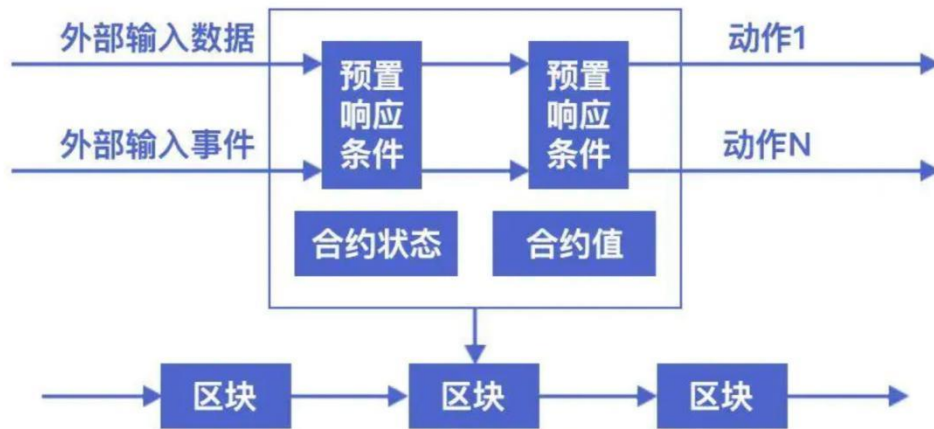 外部输入数据
动作1
预置
响应
条件
预置
响应
条件
外部输入事件
动作N
合约状态
合约值
区块
区块
区块